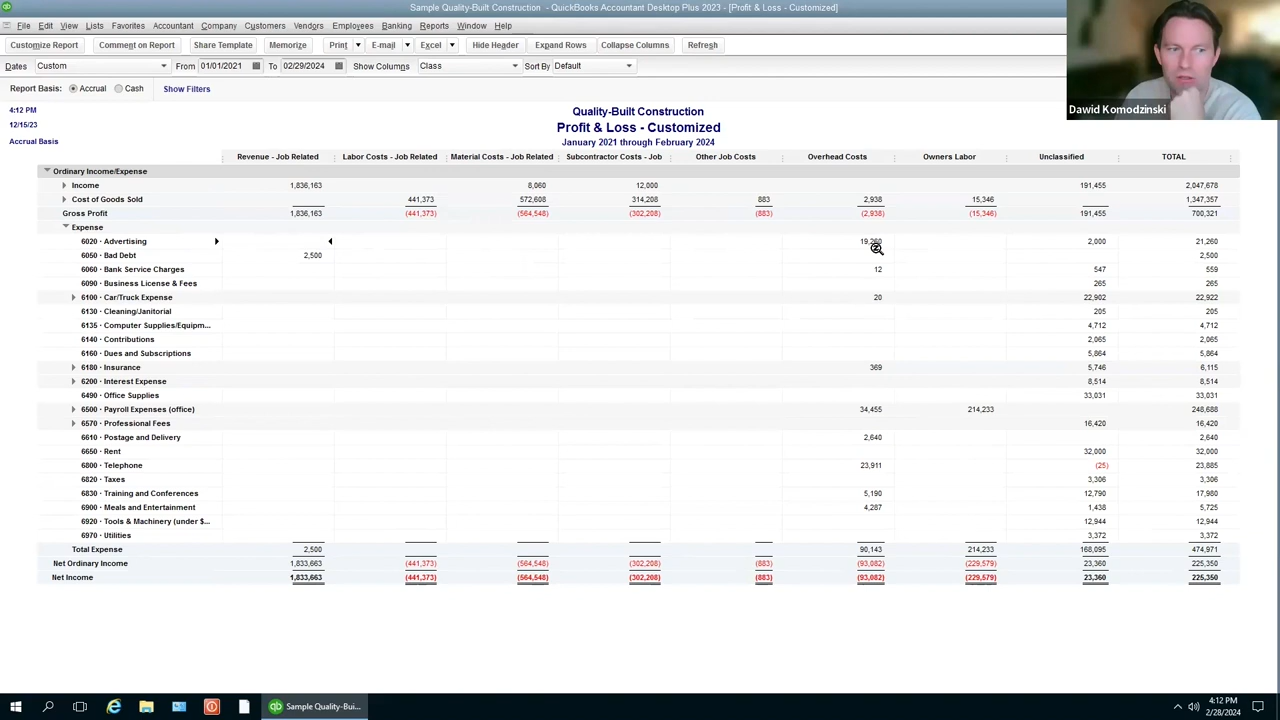 Sample Quality-Built Construction - QuickBooks Accountant Desktop Plus 2023 - [Profit & Loss - Customized]
File Edit View Lists Favorites Accountant Company Customers Vendors Employees Banking Reports Window Help
Customize Report Comment on Report Share Template Memorize Print E-mail Excel Hide Header Expand Rows Collapse Columns Refresh
Dates Custom From 01/01/2021 To 02/29/2024 Show Columns Class Sort By Default
Report Basis: Accrual Cash Show Filters
Dawid Komodzinski
4:12 PM Quality-Built Construction
12/15/23 Profit & Loss - Customized
Accrual Basis January 2021 through February 2024
Revenue - Job Related Labor Costs - Job Related Material Costs - Job Related Subcontractor Costs - Job Other Job Costs Overhead Costs Owners Labor Unclassified TOTAL
Ordinary Income/Expense
Income 1,836,163 8,060 12,000 191,455 2,047,678
Cost of Goods Sold 441,373 572,608 314,208 883 2,938 15,346 1,347,357
Gross Profit 1,836,163 (441,373) (564,548) (302,208) (883) (2,938) (15,346) 191,455 700,321
Expense
6020 · Advertising 19,260 2,000 21,260
6050 · Bad Debt 2,500 2,500
6060 · Bank Service Charges 12 547 559
6090 · Business License & Fees 265 265
6100 · Car/Truck Expense 20 22,902 22,922
6130 · Cleaning/Janitorial 205 205
6135 · Computer Supplies/Equipm... 4,712 4,712
6140 · Contributions 2,065 2,065
6160 · Dues and Subscriptions 5,864 5,864
6180 · Insurance 369 5,746 6,115
6200 · Interest Expense 8,514 8,514
6490 · Office Supplies 33,031 33,031
6500 · Payroll Expenses (office) 34,455 214,233 248,688
6570 · Professional Fees 16,420 16,420
6610 · Postage and Delivery 2,640 2,640
6650 · Rent 32,000 32,000
6800 · Telephone 23,911 (25) 23,885
6820 · Taxes 3,306 3,306
6830 · Training and Conferences 5,190 12,790 17,980
6900 · Meals and Entertainment 4,287 1,438 5,725
6920 · Tools & Machinery (under $... 12,944 12,944
6970 · Utilities 3,372 3,372
Total Expense 2,500 90,143 214,233 168,095 474,971
Net Ordinary Income 1,833,663 (441,373) (564,548) (302,208) (883) (93,082) (229,579) 23,360 225,350
Net Income 1,833,663 (441,373) (564,548) (302,208) (883) (93,082) (229,579) 23,360 225,350
Sample Quality-Bui...
4:12 PM
2/28/2024